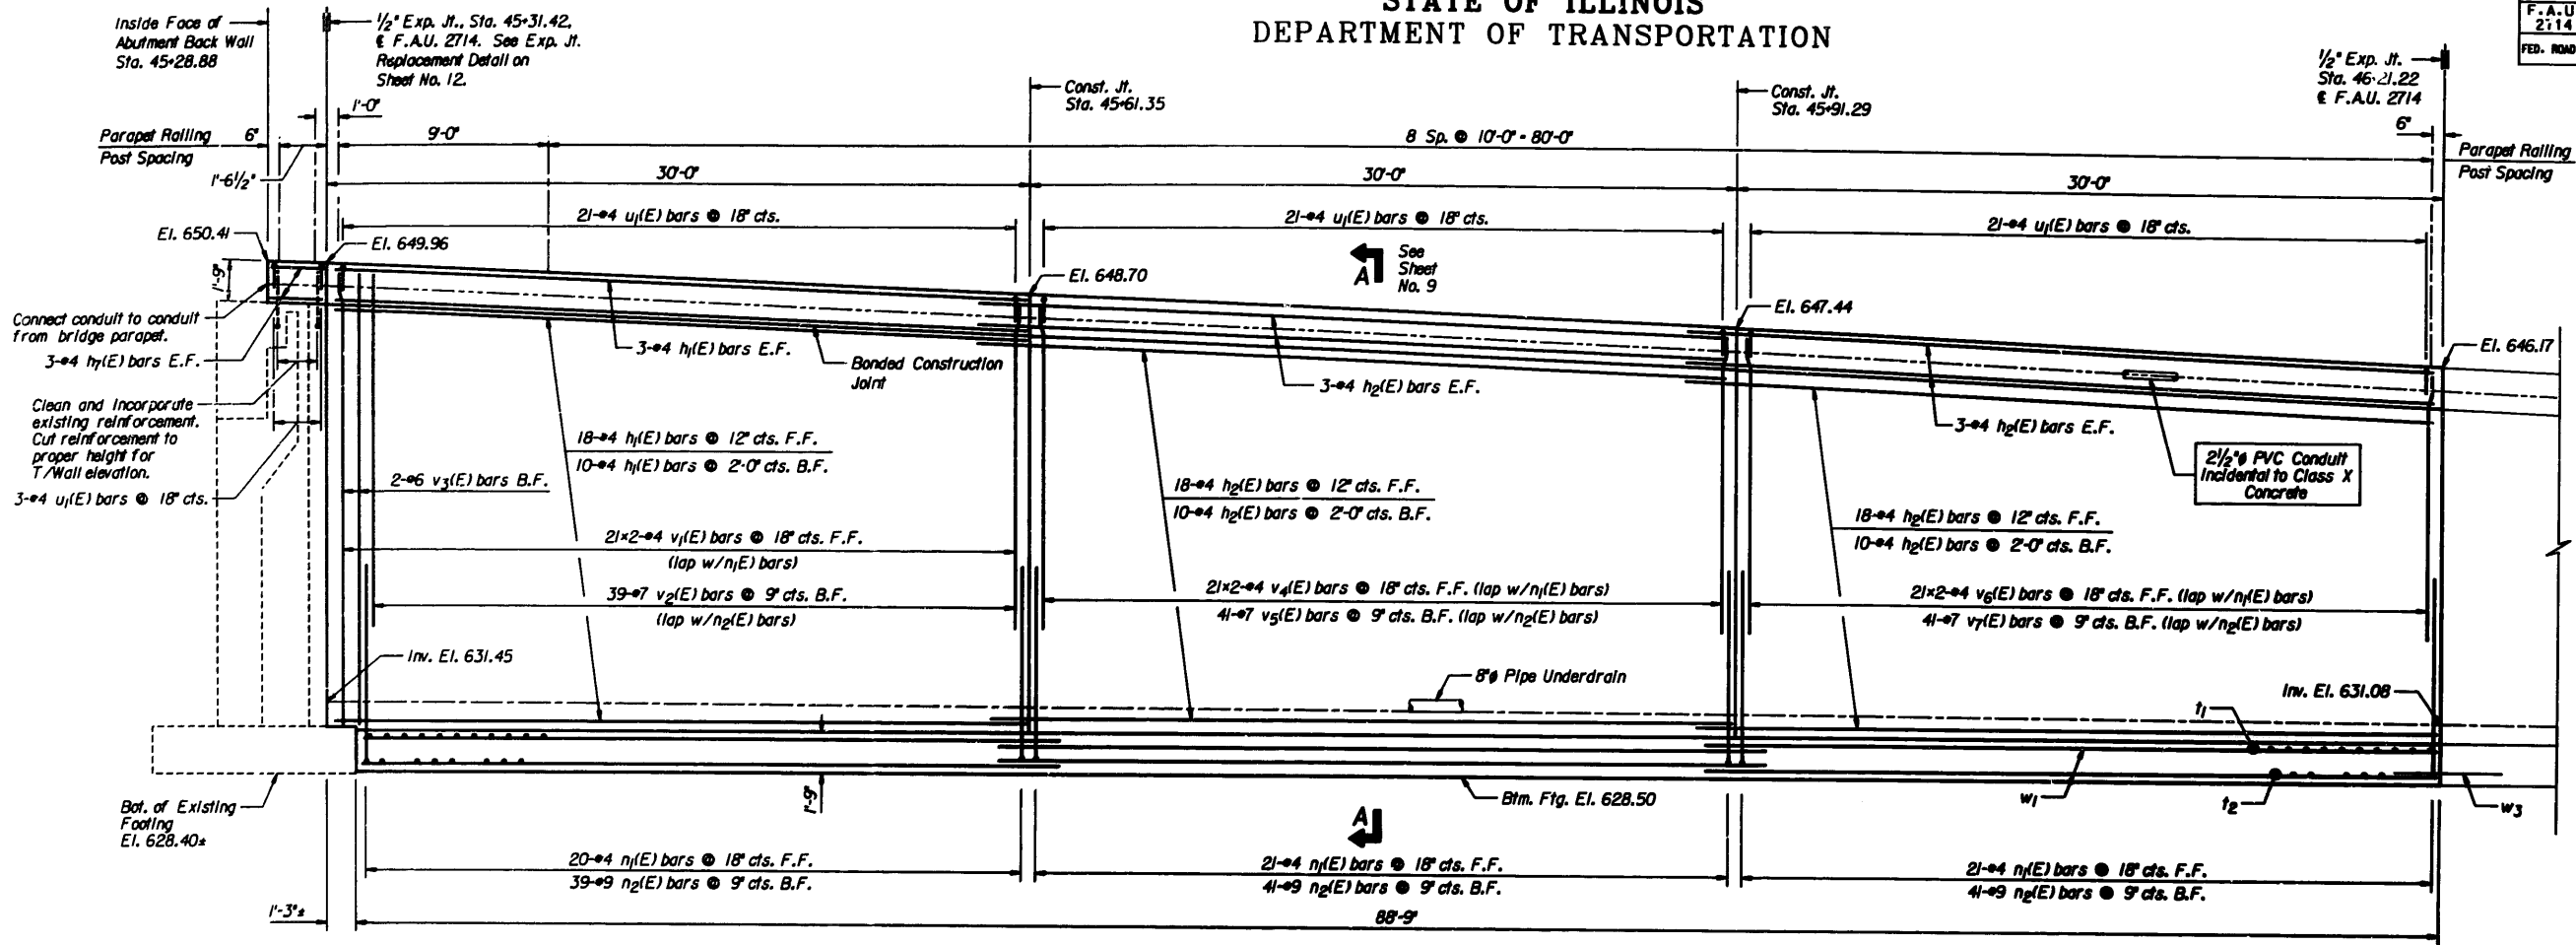 STATE OF ILLINOIS
DEPARTMENT OF TRANSPORTATION
F.A.U
2714
FED. ROAD
Inside Face of
Abutment Back Wall
Sta. 45+28.88
1/2" Exp. Jt., Sta. 45+31.42,
℄ F.A.U. 2714. See Exp. Jt.
Replacement Detail on
Sheet No. 12.
Const. Jt.
Sta. 45+61.35
Const. Jt.
Sta. 45+91.29
1/2" Exp. Jt.
Sta. 46+21.22
℄ F.A.U. 2714
Parapet Railing
Post Spacing
6"
1'-0"
9'-0"
8 Sp. @ 10'-0" = 80'-0"
6"
Parapet Railing
Post Spacing
1'-6 1/2"
30'-0"
30'-0"
30'-0"
21-#4 u1(E) bars @ 18" cts.
21-#4 u1(E) bars @ 18" cts.
21-#4 u1(E) bars @ 18" cts.
El. 650.41
El. 649.96
El. 648.70
El. 647.44
El. 646.17
A
See
Sheet
No. 9
1'-9"
Connect conduit to conduit
from bridge parapet.
3-#4 h7(E) bars E.F.
Clean and incorporate
existing reinforcement.
Cut reinforcement to
proper height for
T/Wall elevation.
3-#4 u1(E) bars @ 18" cts.
3-#4 h1(E) bars E.F.
Bonded Construction
Joint
3-#4 h2(E) bars E.F.
3-#4 h2(E) bars E.F.
2 1/2"ø PVC Conduit
Incidental to Class X
Concrete
18-#4 h1(E) bars @ 12" cts. F.F.
10-#4 h1(E) bars @ 2'-0" cts. B.F.
2-#6 v3(E) bars B.F.
18-#4 h2(E) bars @ 12" cts. F.F.
10-#4 h2(E) bars @ 2'-0" cts. B.F.
18-#4 h2(E) bars @ 12" cts. F.F.
10-#4 h2(E) bars @ 2'-0" cts. B.F.
21x2-#4 v1(E) bars @ 18" cts. F.F.
(lap w/n1(E) bars)
39-#7 v2(E) bars @ 9" cts. B.F.
(lap w/n2(E) bars)
21x2-#4 v4(E) bars @ 18" cts. F.F. (lap w/n1(E) bars)
41-#7 v5(E) bars @ 9" cts. B.F. (lap w/n2(E) bars)
21x2-#4 v6(E) bars @ 18" cts. F.F. (lap w/n1(E) bars)
41-#7 v7(E) bars @ 9" cts. B.F. (lap w/n2(E) bars)
Inv. El. 631.45
8"ø Pipe Underdrain
Inv. El. 631.08
t1
Bot. of Existing
Footing
El. 628.40±
1'-9"
Btm. Ftg. El. 628.50
w1
t2
w3
A
20-#4 n1(E) bars @ 18" cts. F.F.
39-#9 n2(E) bars @ 9" cts. B.F.
21-#4 n1(E) bars @ 18" cts. F.F.
41-#9 n2(E) bars @ 9" cts. B.F.
21-#4 n1(E) bars @ 18" cts. F.F.
41-#9 n2(E) bars @ 9" cts. B.F.
1'-3"±
88'-9"